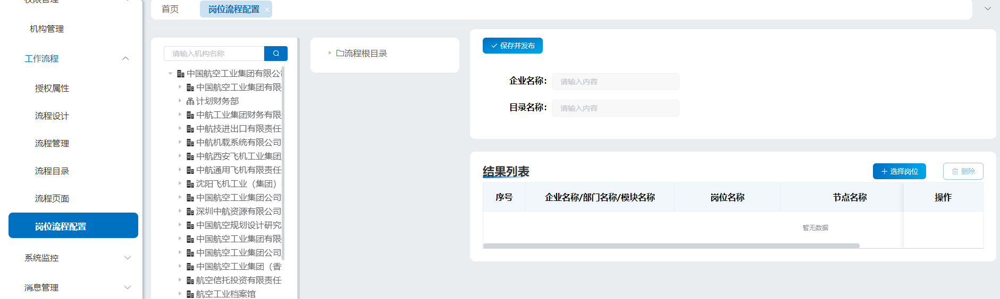 权限管理
机构管理
工作流程
授权属性
流程设计
流程管理
流程目录
流程页面
岗位流程配置
系统监控
消息管理
首页
岗位流程配置
请输入机构名称
中国航空工业集团有限公司
中国航空工业集团有限
计划财务部
中航工业集团财务有限
中航技进出口有限责任
中航机载系统有限公司
中航西安飞机工业集团
中航通用飞机有限责任
沈阳飞机工业（集团）
中国航空工业集团公司
深圳中航资源有限公司
中国航空规划设计研究
中国航空工业集团有限
中国航空工业集团公司
中国航空工业集团（香
航空信托投资有限责任
航空工业档案馆
流程根目录
保存并发布
企业名称：
请输入内容
目录名称：
请输入内容
结果列表
选择岗位
删除
序号
企业名称/部门名称/模块名称
岗位名称
节点名称
操作
暂无数据